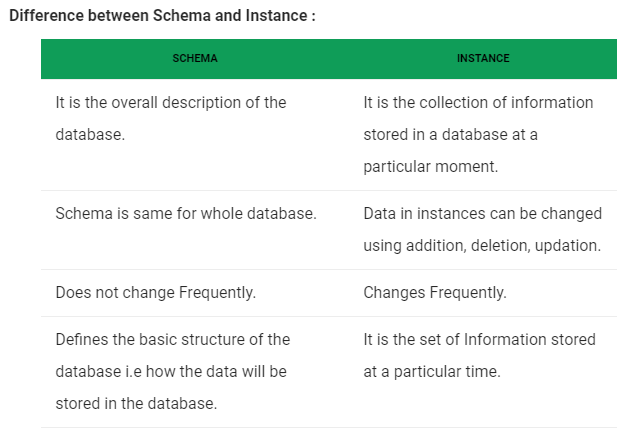 Difference between Schema and Instance :
SCHEMA
INSTANCE
It is the overall description of the
database.
It is the collection of information
stored in a database at a
particular moment.
Schema is same for whole database.
Data in instances can be changed
using addition, deletion, updation.
Does not change Frequently.
Changes Frequently.
Defines the basic structure of the
database i.e how the data will be
stored in the database.
It is the set of Information stored
at a particular time.